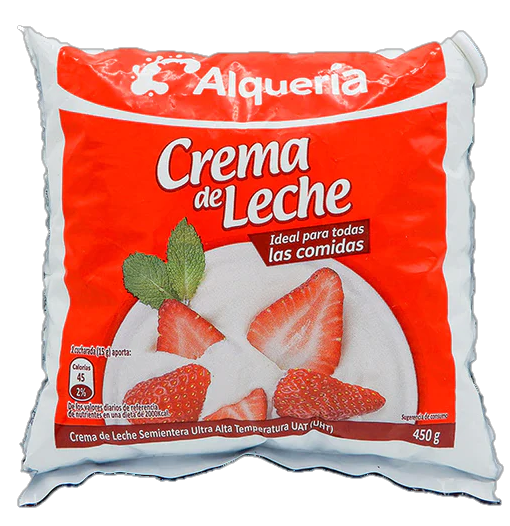 Alquería
Crema
de Leche
Ideal para todas
las comidas
1 cucharada (15 g) aporta:
Calorías
45
2%
De los valores diarios de referencia
de nutrientes en una dieta de 2000Kcal.
Sugerencia de consumo
Crema de Leche Semientera Ultra Alta Temperatura UAT (UHT)
450 g